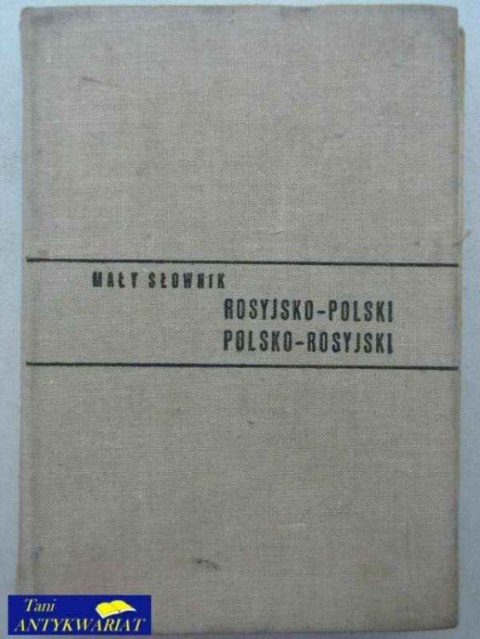 MAŁY SŁOWNIK
ROSYJSKO-POLSKI
POLSKO-ROSYJSKI
Tani
ANTYKWARIAT